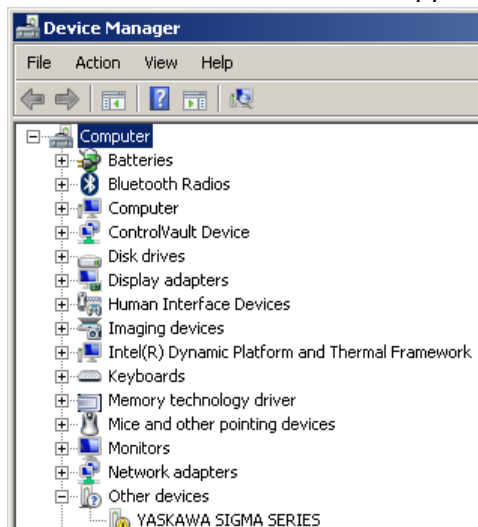 Device Manager
File Action View Help
Computer
Batteries
Bluetooth Radios
Computer
ControlVault Device
Disk drives
Display adapters
Human Interface Devices
Imaging devices
Intel(R) Dynamic Platform and Thermal Framework
Keyboards
Memory technology driver
Mice and other pointing devices
Monitors
Network adapters
Other devices
YASKAWA SIGMA SERIES